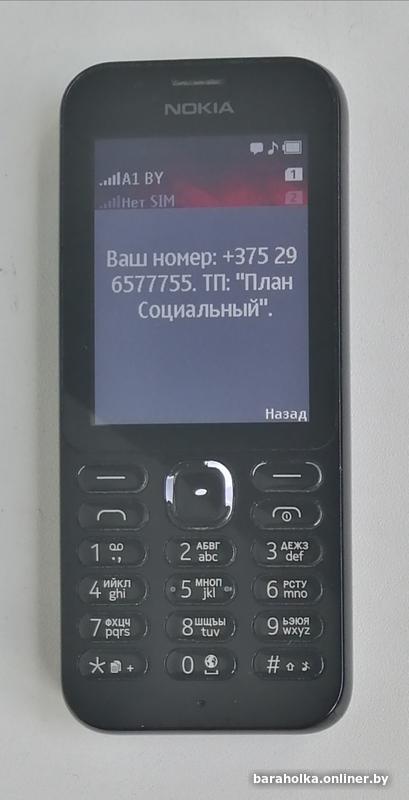 NOKIA
A1 BY
1
Нет SIM
2
Ваш номер: +375 29
6577755. ТП: "План
Социальный".
Назад
1 .,
2 АБВГ abc
3 ДЕЖЗ def
4 ИЙКЛ ghi
5 МНОП jkl
6 РСТУ mno
7 ФХЦЧ pqrs
8 ШЩЪЫ tuv
9 ЬЭЮЯ wxyz
* +
0
#
baraholka.onliner.by